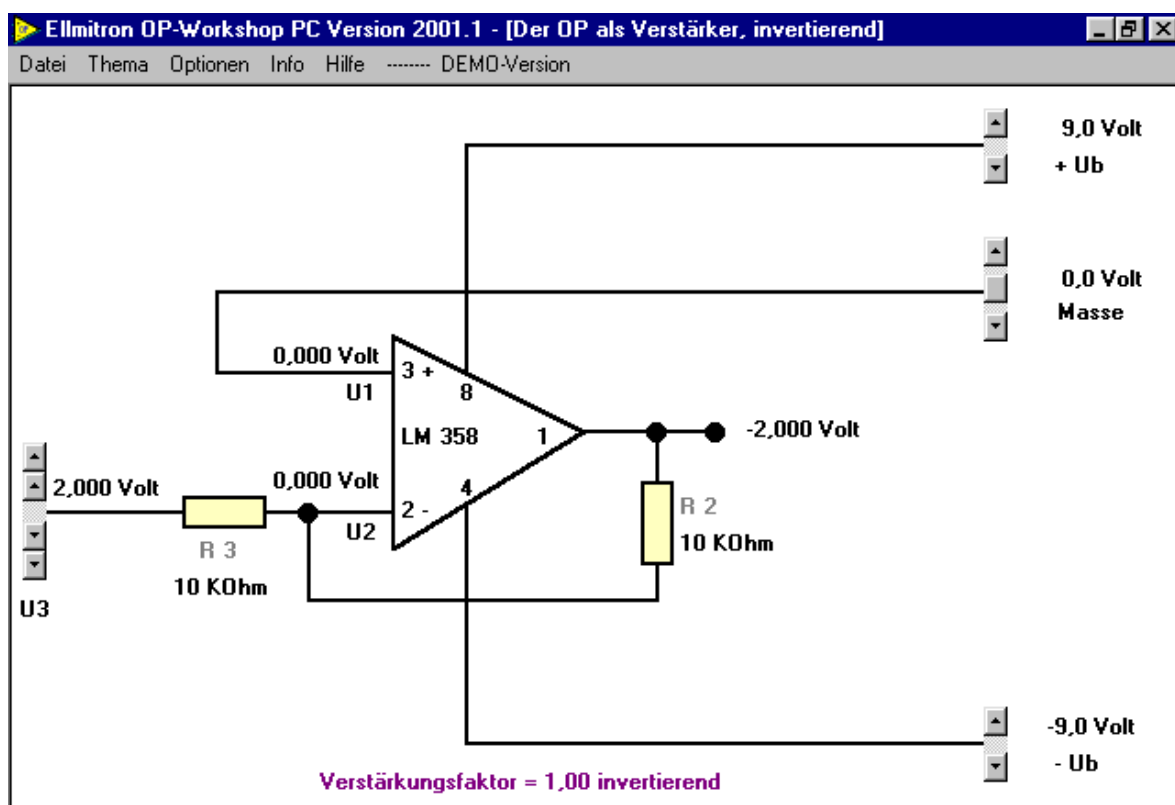 Ellmitron OP-Workshop PC Version 2001.1 - [Der OP als Verstärker, invertierend]
Datei Thema Optionen Info Hilfe -------- DEMO-Version
9,0 Volt
+ Ub
0,0 Volt
Masse
0,000 Volt
U1
3 +
8
LM 358
1
-2,000 Volt
2,000 Volt
0,000 Volt
4
2 -
U2
R 3
10 KOhm
U3
R 2
10 KOhm
-9,0 Volt
- Ub
Verstärkungsfaktor = 1,00 invertierend